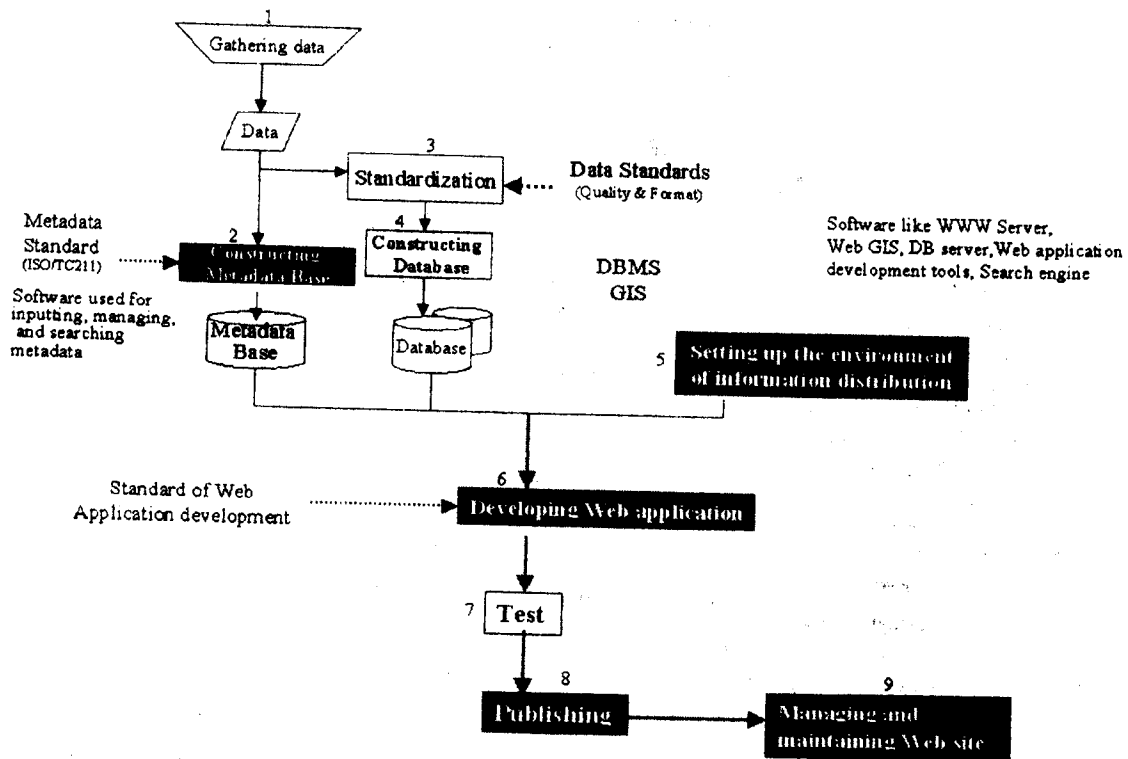 1
Gathering data
Data
3
Standardization
Data Standards
(Quality & Format)
Metadata
Standard
(ISO/TC211)
2
Constructing
Metadata Base
4
Constructing
Database
DBMS
GIS
Software like WWW Server,
Web GIS, DB server,Web application
development tools, Search engine
Software used for
inputting, managing,
and searching
metadata
Metadata
Base
Database
5
Setting up the environment
of information distribution
6
Standard of Web
Application development
Developing Web application
7
Test
8
Publishing
9
Managing and
maintaining Web site